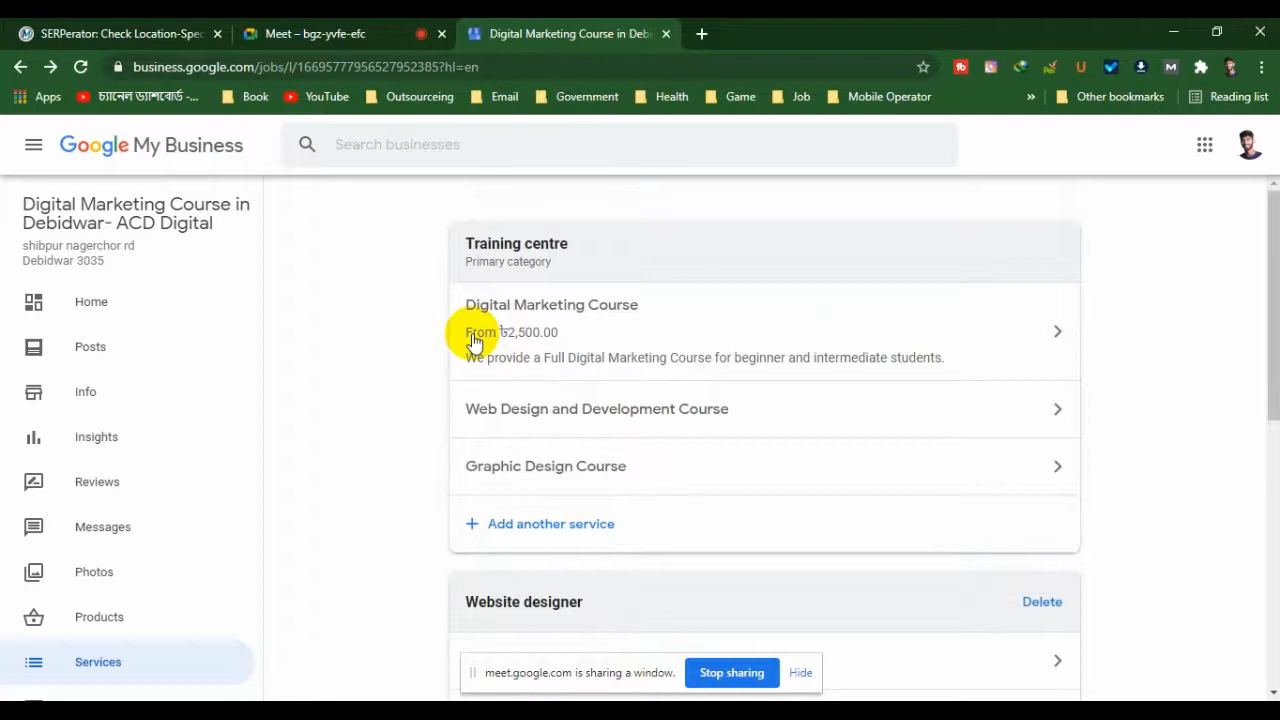 SERPerator: Check Location-Spec
Meet – bgz-yvfe-efc
Digital Marketing Course in Deb
business.google.com/jobs/l/16695777956527952385?hl=en
Apps
চ্যানেল ড্যাশবোর্ড -...
Book
YouTube
Outsourceing
Email
Government
Health
Game
Job
Mobile Operator
»
Other bookmarks
Reading list
Google My Business
Search businesses
Digital Marketing Course in
Debidwar- ACD Digital
shibpur nagerchor rd
Debidwar 3035
Home
Posts
Info
Insights
Reviews
Messages
Photos
Products
Services
Training centre
Primary category
Digital Marketing Course
From ৳2,500.00
We provide a Full Digital Marketing Course for beginner and intermediate students.
Web Design and Development Course
Graphic Design Course
+ Add another service
Website designer
Delete
meet.google.com is sharing a window.
Stop sharing
Hide